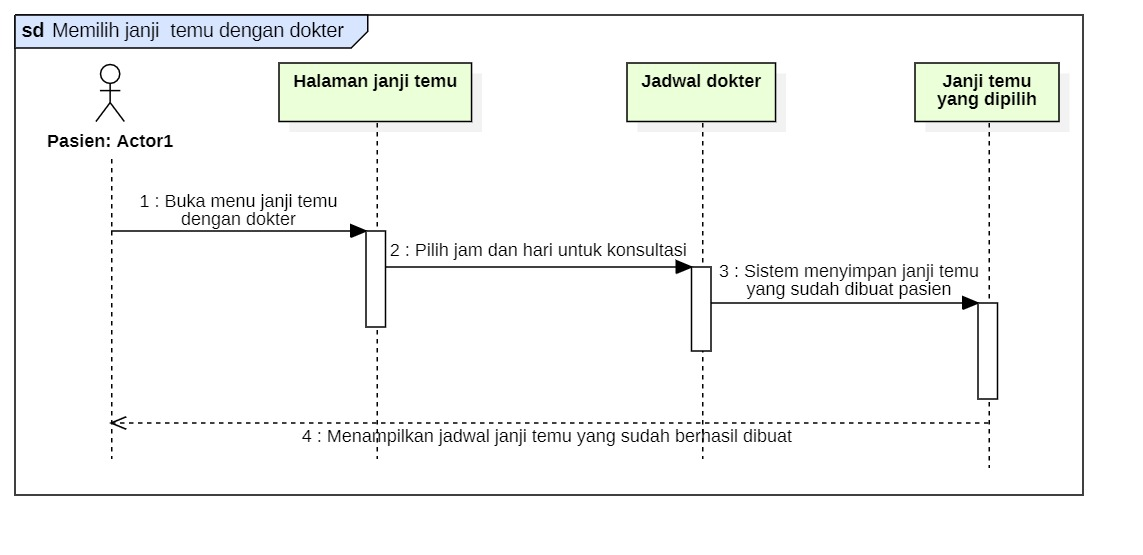 sd Memilih janji temu dengan dokter
Pasien: Actor1
Halaman janji temu
Jadwal dokter
Janji temu
yang dipilih
1 : Buka menu janji temu
dengan dokter
2 : Pilih jam dan hari untuk konsultasi
3 : Sistem menyimpan janji temu
yang sudah dibuat pasien
4 : Menampilkan jadwal janji temu yang sudah berhasil dibuat